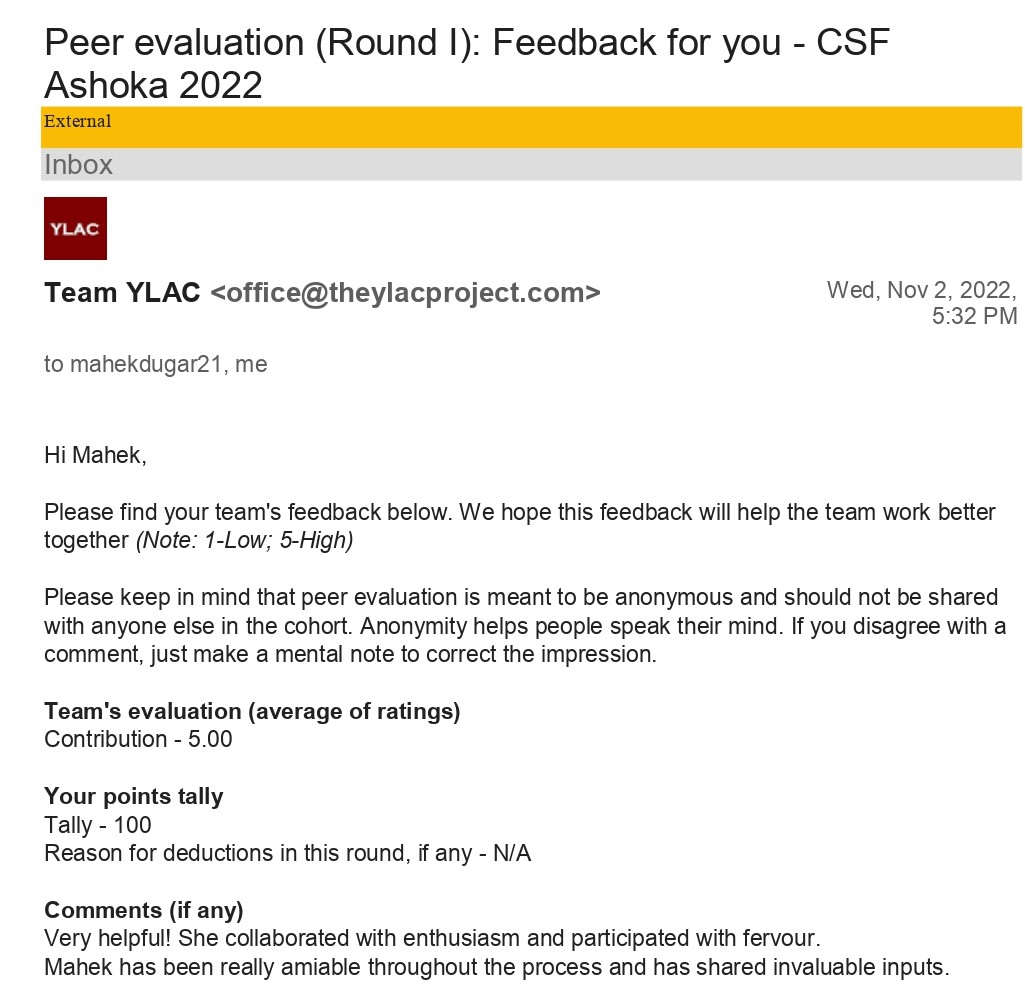 Peer evaluation (Round I): Feedback for you - CSF
Ashoka 2022
External
Inbox
YLAC
Team YLAC <office@theylacproject.com>
Wed, Nov 2, 2022,
5:32 PM
to mahekdugar21, me
Hi Mahek,
Please find your team's feedback below. We hope this feedback will help the team work better
together (Note: 1-Low; 5-High)
Please keep in mind that peer evaluation is meant to be anonymous and should not be shared
with anyone else in the cohort. Anonymity helps people speak their mind. If you disagree with a
comment, just make a mental note to correct the impression.
Team's evaluation (average of ratings)
Contribution - 5.00
Your points tally
Tally - 100
Reason for deductions in this round, if any - N/A
Comments (if any)
Very helpful! She collaborated with enthusiasm and participated with fervour.
Mahek has been really amiable throughout the process and has shared invaluable inputs.